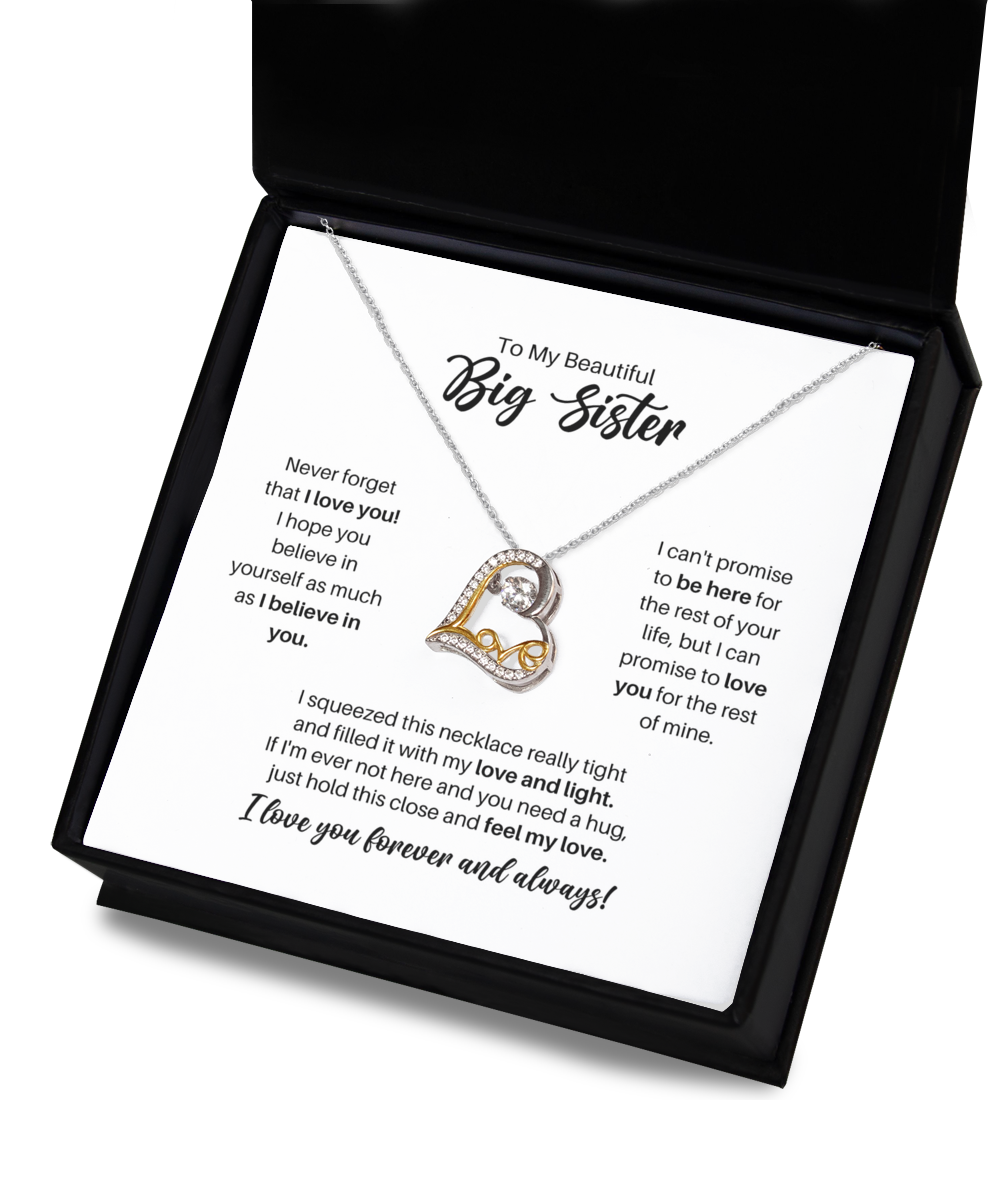 To My Beautiful
Big Sister
Never forget
that I love you!
I hope you
believe in
yourself as much
as I believe in
you.
Love
I can't promise
to be here for
the rest of your
life, but I can
promise to love
you for the rest
of mine.
I squeezed this necklace really tight
and filled it with my love and light.
If I'm ever not here and you need a hug,
just hold this close and feel my love.
I love you forever and always!